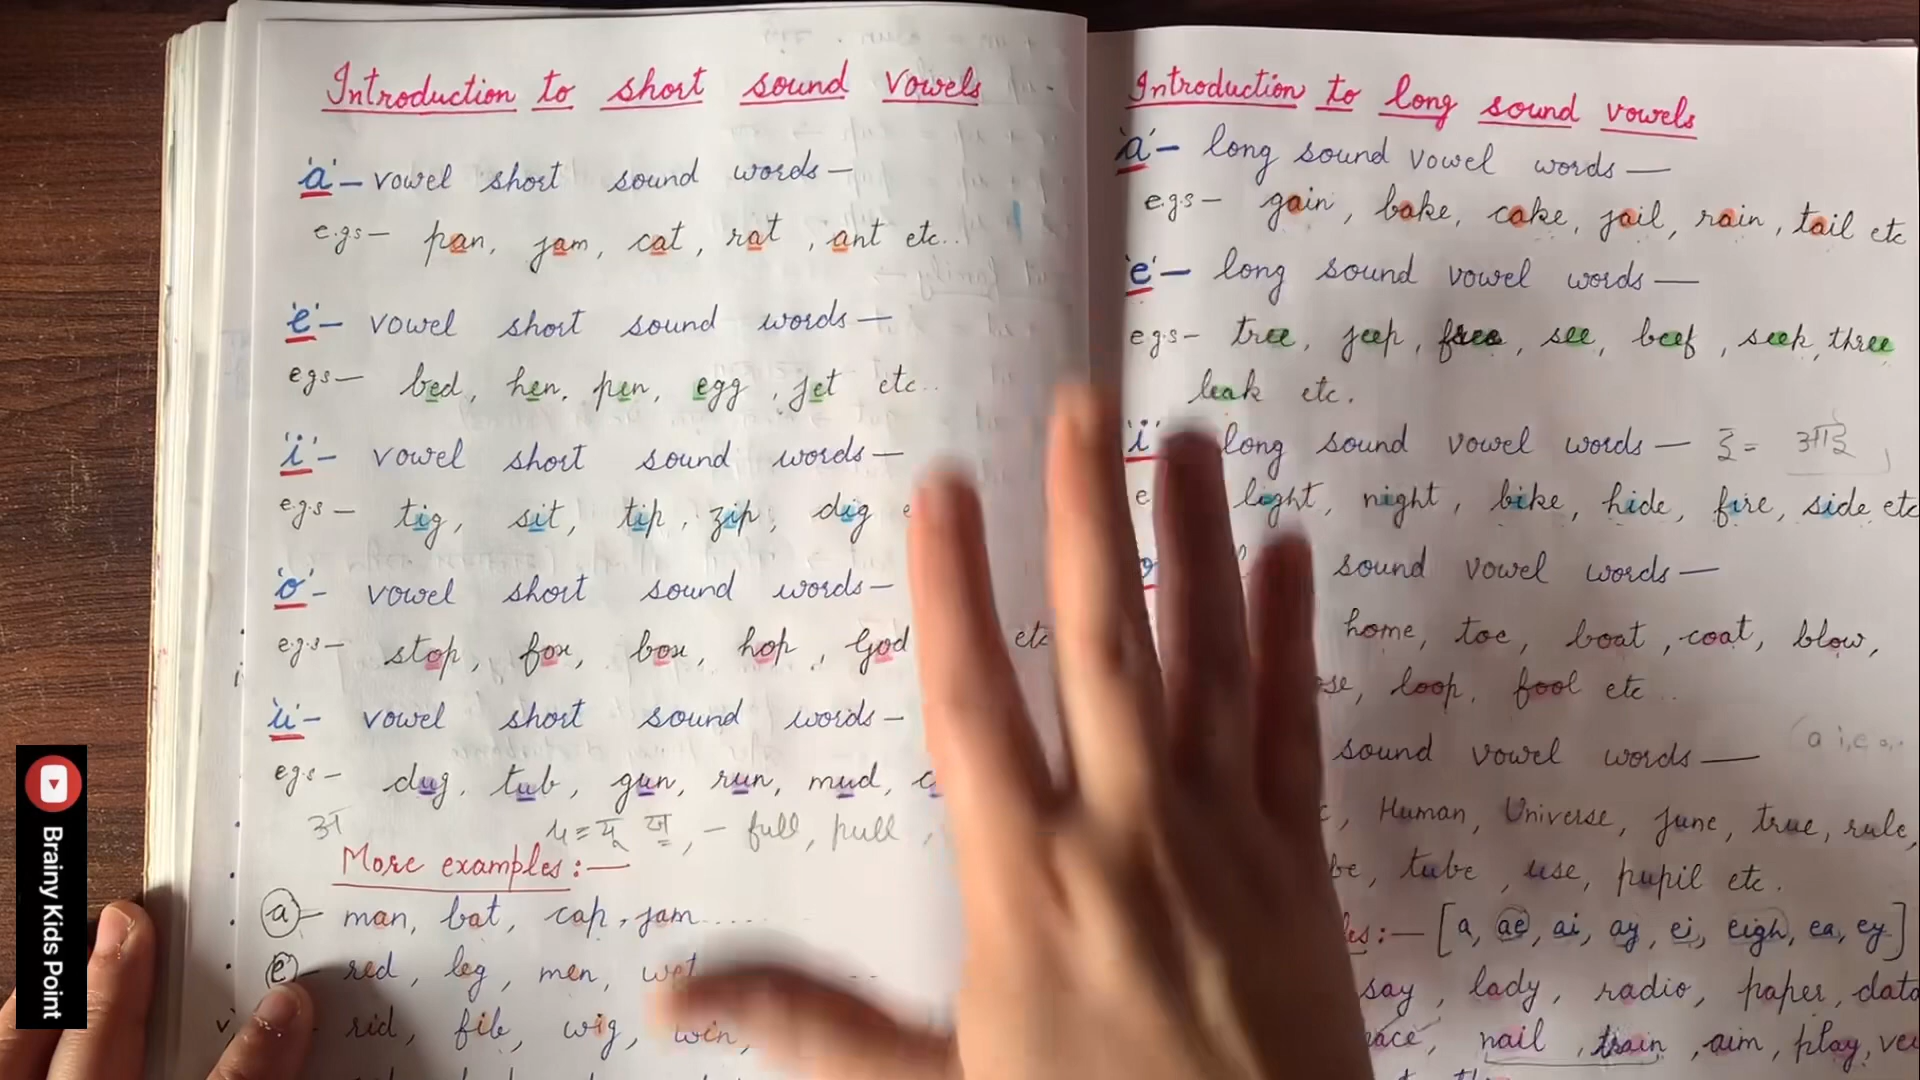 Introduction to short sound vowels
'a' – vowel short sound words –
e.gs – pan, jam, cat, rat, ant etc..
'e' – vowel short sound words –
egs – bed, hen, pen, egg, jet etc..
'i' – vowel short sound words –
egs – tig, sit, tip, zip, dig
'o' – vowel short sound words –
e.g.s – stop, fox, box, hop, God etc
'u' – vowel short sound words –
egs – dug, tub, gun, run, mud,
अ
full, pull
More examples:–
a – man, bat, cap, jam.....
e – red, leg, men, wet
rid, fib, wig, win,
Introduction to long sound vowels
'a' – long sound vowel words –
e.g.s – gain, bake, cake, jail, rain, tail etc
'e' – long sound vowel words –
e.g.s – tree, jeep, free, see, beef, seek, three
leak etc.
'i' long sound vowel words – ई = आई
light, night, bike, hide, fire, side etc
sound vowel words –
home, toe, boat, coat, blow,
loop, fool etc..
sound vowel words –
Human, Universe, june, true, rule,
tube, use, pupil etc.
[a, ae, ai, ay, ei, eigh, ea, ey]
say, lady, radio, paper,
nail, train, aim, play,
Brainy Kids Point